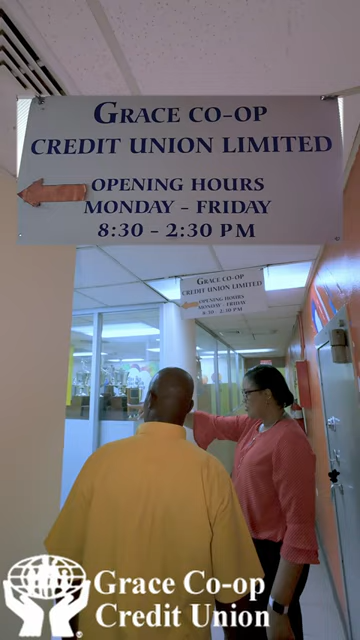 GRACE CO-OP
CREDIT UNION LIMITED
OPENING HOURS
MONDAY - FRIDAY
8:30 - 2:30 PM
GRACE CO-OP
CREDIT UNION LIMITED
OPENING HOURS
MONDAY - FRIDAY
8:30 - 2:30 PM
Grace Co-op
Credit Union